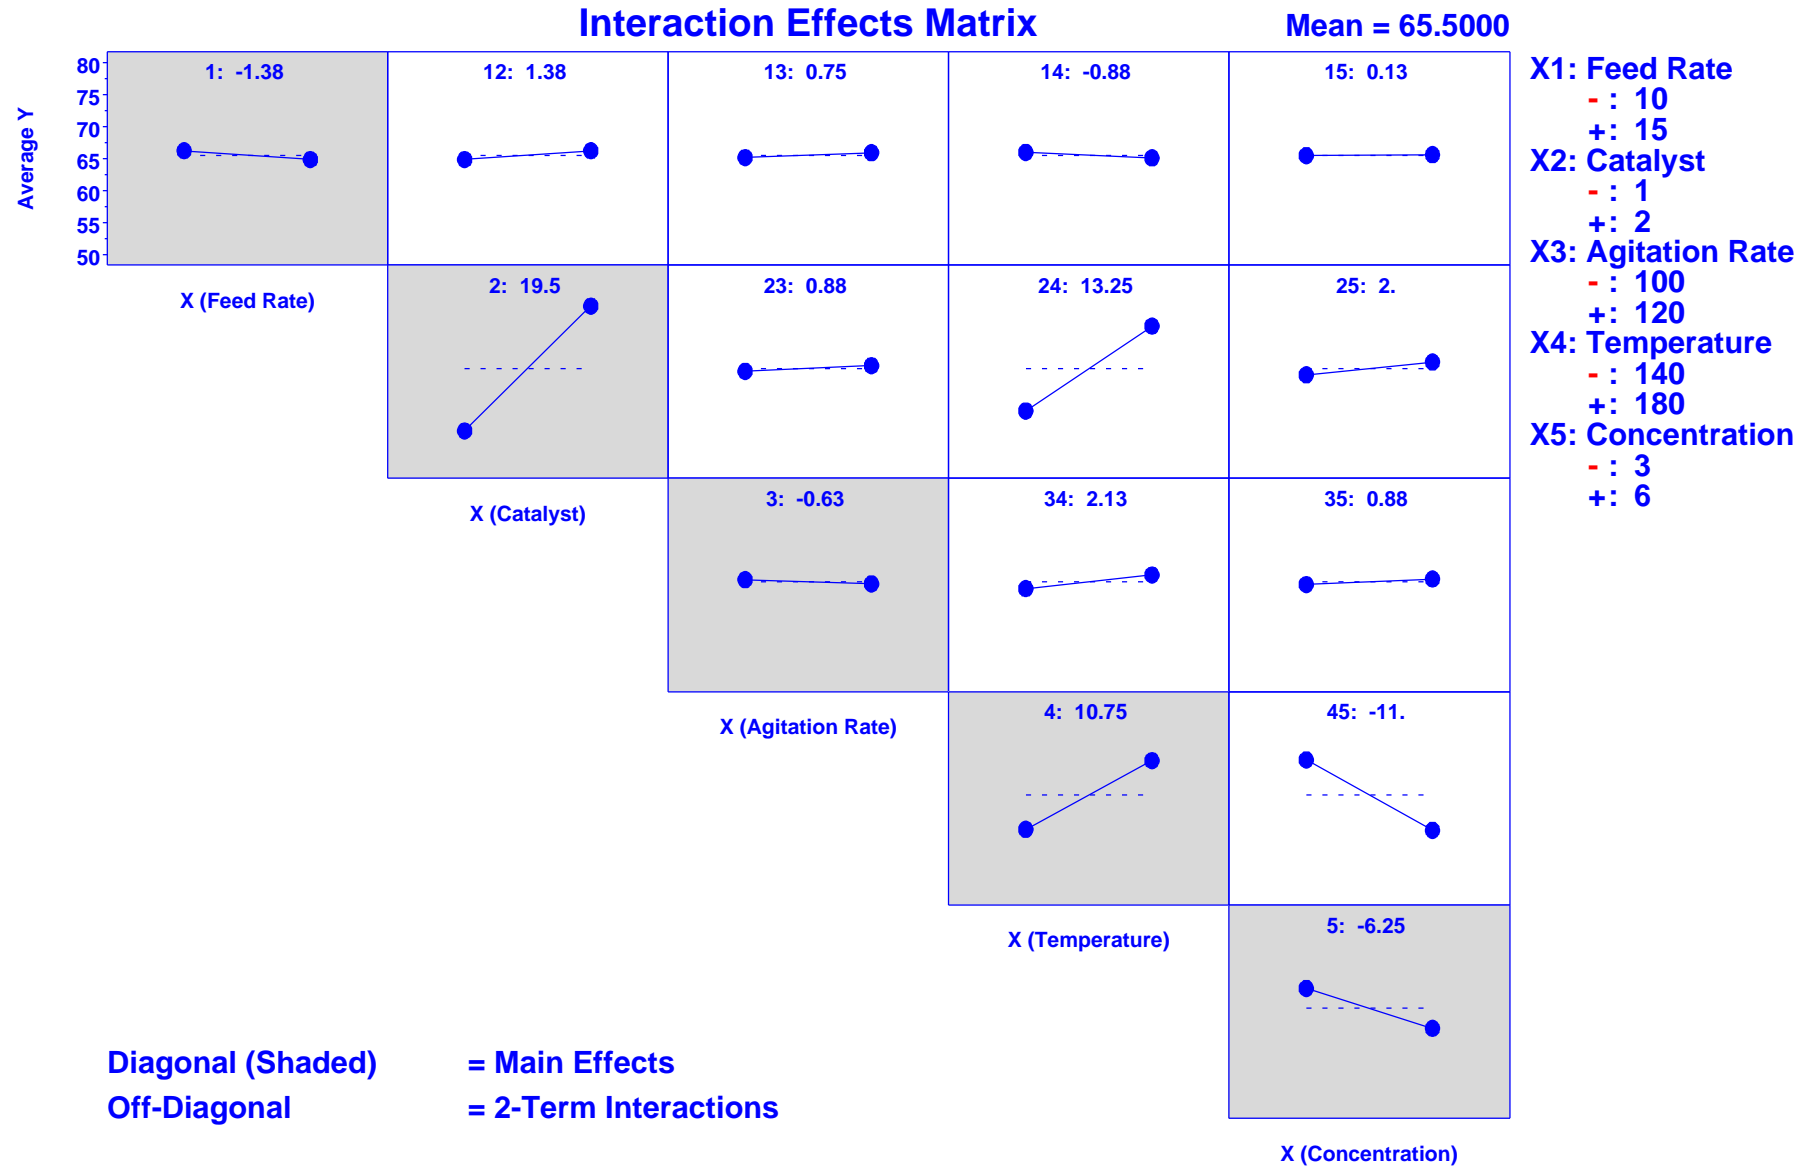 Interaction Effects Matrix
Mean = 65.5000
Average Y
80
75
70
65
60
55
50
1: -1.38
12: 1.38
13: 0.75
14: -0.88
15: 0.13
X (Feed Rate)
2: 19.5
23: 0.88
24: 13.25
25: 2.
X (Catalyst)
3: -0.63
34: 2.13
35: 0.88
X (Agitation Rate)
4: 10.75
45: -11.
X (Temperature)
5: -6.25
X (Concentration)
X1: Feed Rate
- : 10
+: 15
X2: Catalyst
- : 1
+: 2
X3: Agitation Rate
- : 100
+: 120
X4: Temperature
- : 140
+: 180
X5: Concentration
- : 3
+: 6
Diagonal (Shaded) = Main Effects
Off-Diagonal = 2-Term Interactions